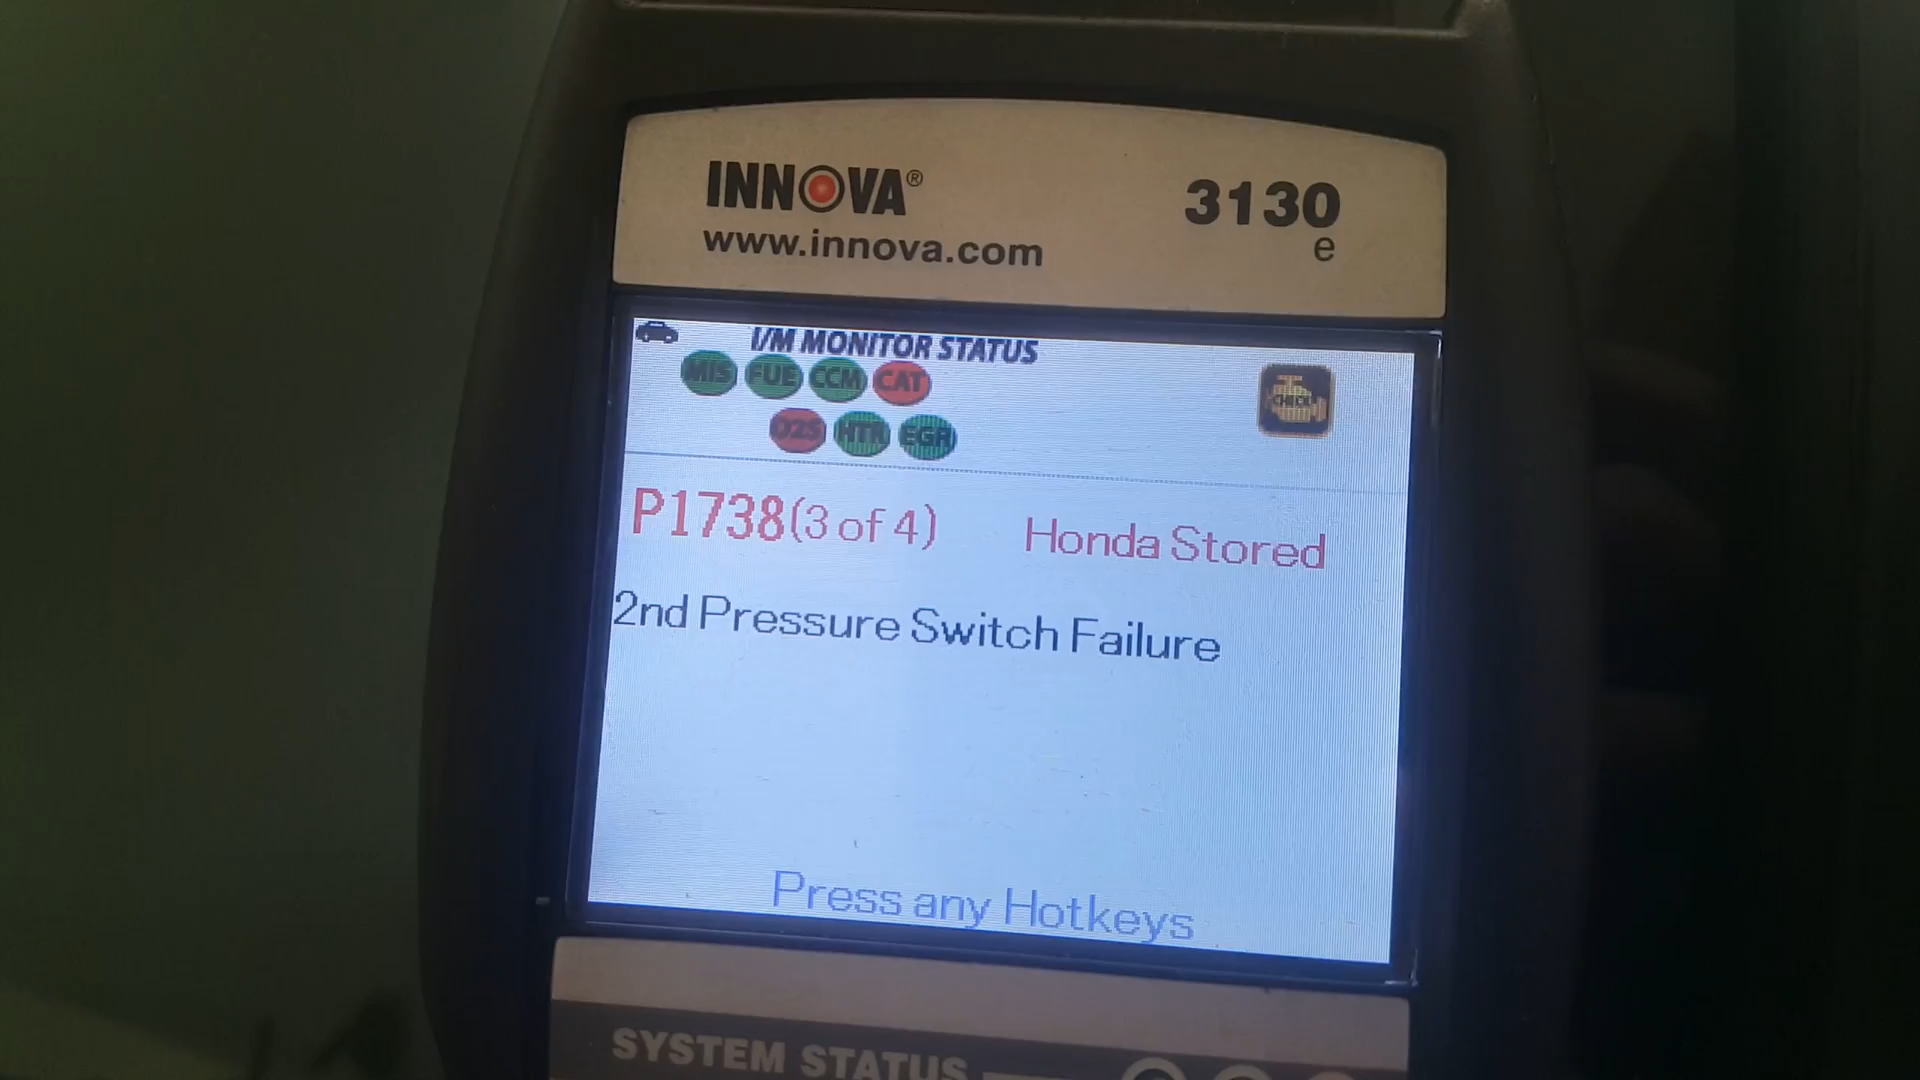 INNOVA®
www.innova.com
3130
e
I/M MONITOR STATUS
MIS FUE CCM CAT
O2S HTR EGR
CHECK
P1738(3 of 4) Honda Stored
2nd Pressure Switch Failure
Press any Hotkeys
SYSTEM STATUS